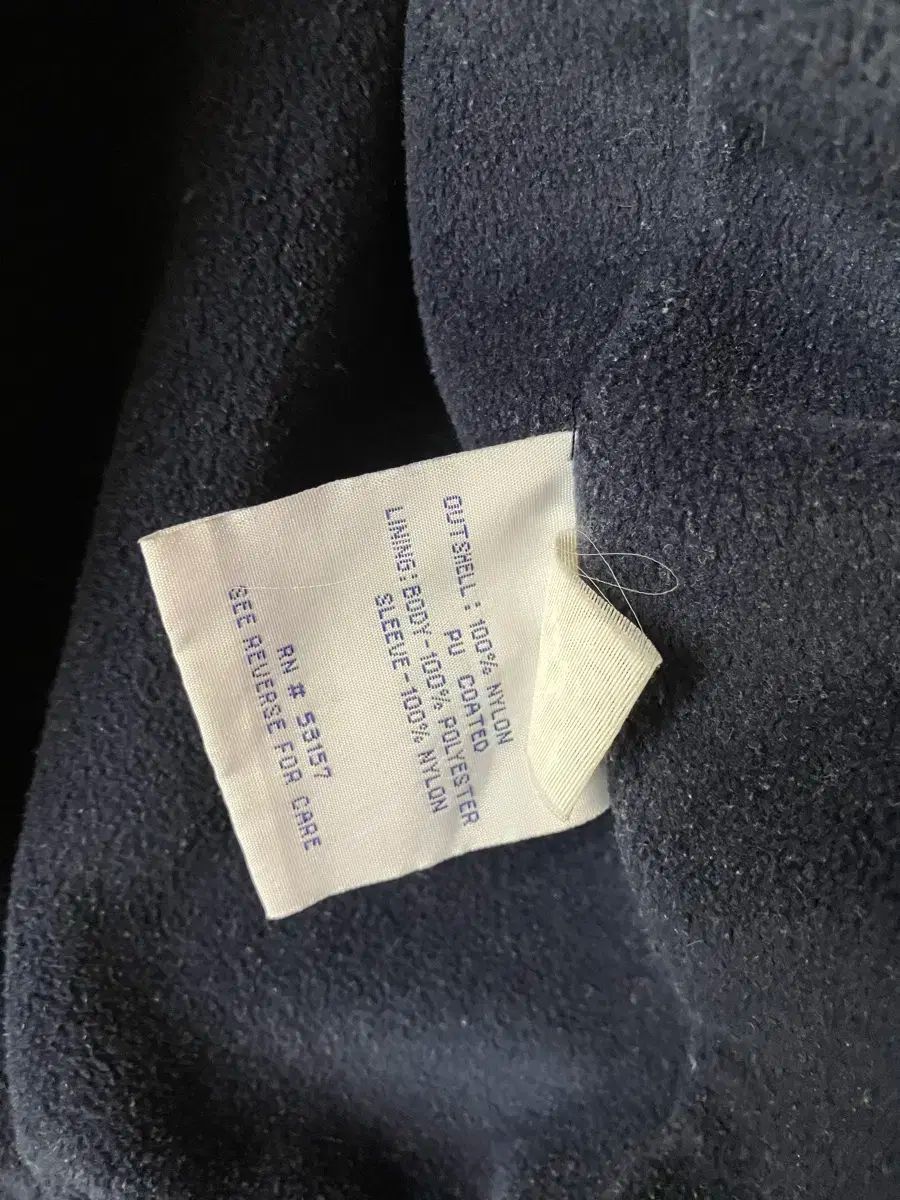 OUTSHELL : 100% NYLON
PU COATED
LINING : BODY-100% POLYESTER
SLEEVE-100% NYLON
RN # 53157
SEE REVERSE FOR CARE